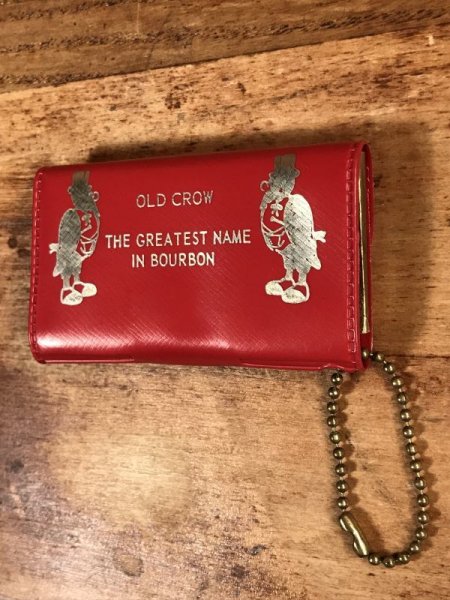 OLD CROW
THE GREATEST NAME
IN BOURBON